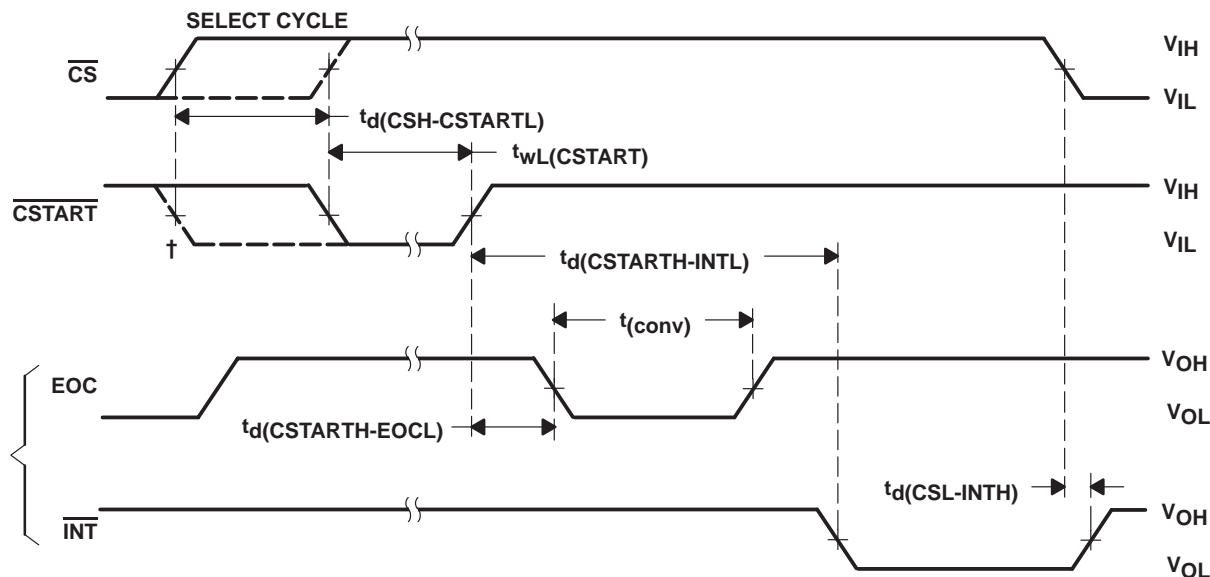 SELECT CYCLE
CS
VIH
VIL
td(CSH-CSTARTL)
twL(CSTART)
CSTART
VIH
VIL
†
td(CSTARTH-INTL)
t(conv)
EOC
VOH
VOL
td(CSTARTH-EOCL)
td(CSL-INTH)
INT
VOH
VOL